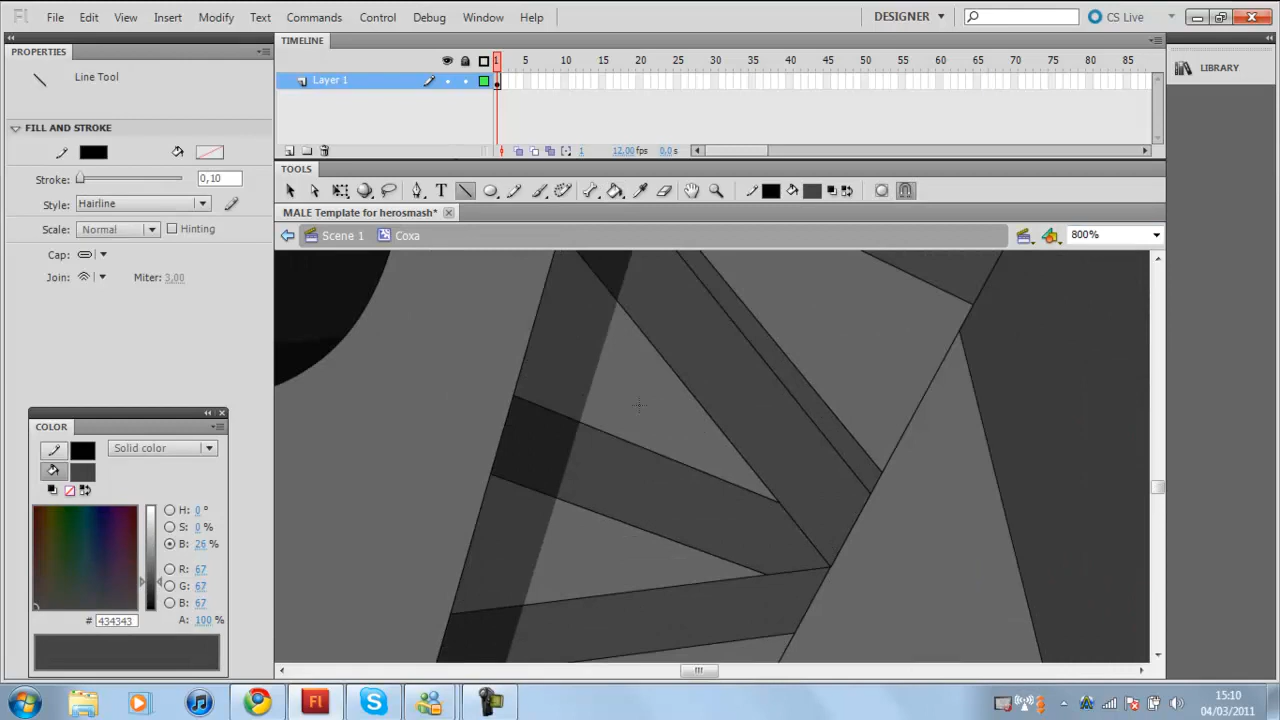 Fl File Edit View Insert Modify Text Commands Control Debug Window Help DESIGNER CS Live
PROPERTIES
Line Tool
FILL AND STROKE
Stroke: 0,10
Style: Hairline
Scale: Normal Hinting
Cap:
Join: Miter: 3,00
TIMELINE
1 5 10 15 20 25 30 35 40 45 50 55 60 65 70 75 80 85
Layer 1
1 12.00 fps 0.0 s
TOOLS
T
MALE Template for herosmash*
Scene 1 Coxa 800%
LIBRARY
COLOR
Solid color
H: 0 °
S: 0 %
B: 26 %
R: 67
G: 67
B: 67
# 434343 A: 100 %
Fl
15:10
04/03/2011